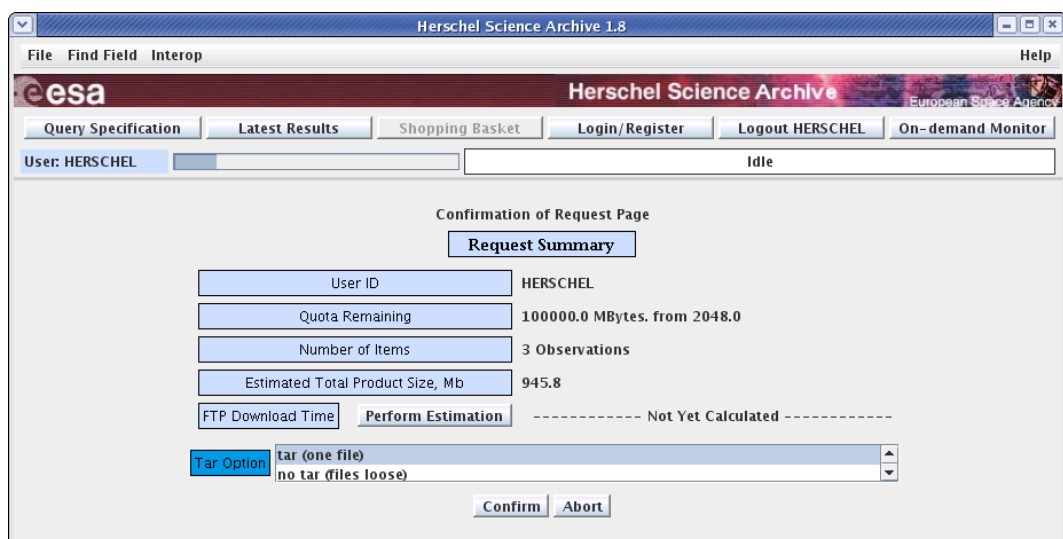 Herschel Science Archive 1.8
File Find Field Interop Help
esa Herschel Science Archive
European Space Agency
Query Specification Latest Results Shopping Basket Login/Register Logout HERSCHEL On-demand Monitor
User: HERSCHEL Idle
Confirmation of Request Page
Request Summary
User ID HERSCHEL
Quota Remaining 100000.0 MBytes. from 2048.0
Number of Items 3 Observations
Estimated Total Product Size, Mb 945.8
FTP Download Time Perform Estimation ------------ Not Yet Calculated ------------
Tar Option tar (one file)
no tar (files loose)
Confirm Abort